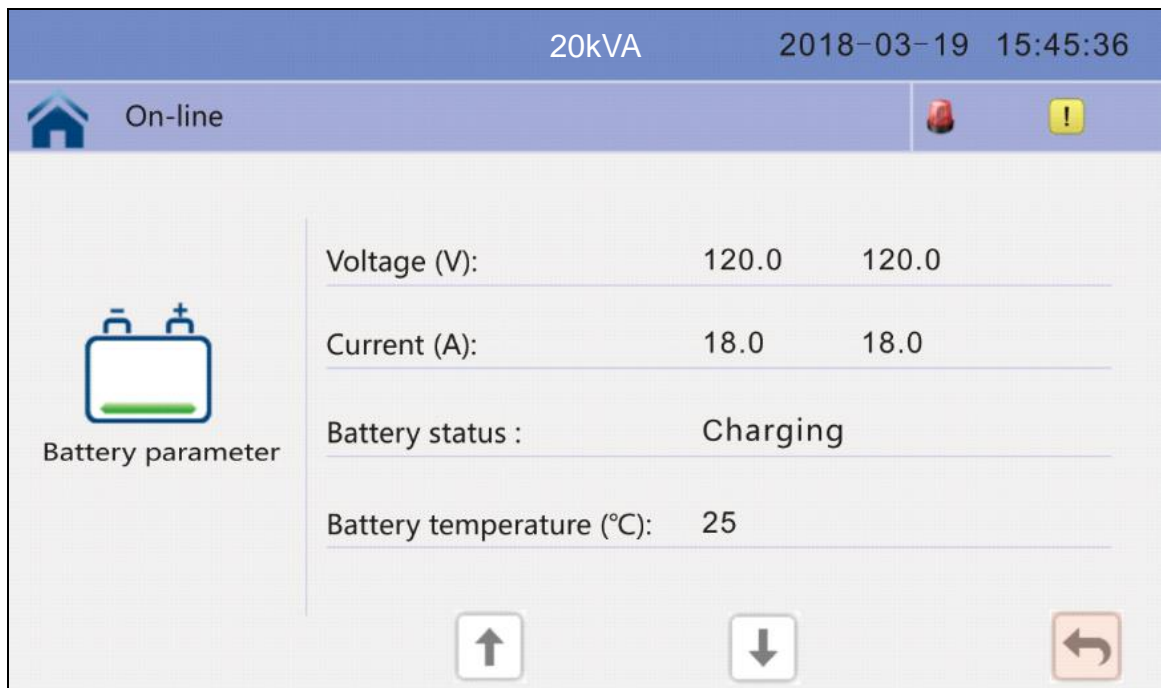 20kVA 2018-03-19 15:45:36
On-line !
Voltage (V): 120.0 120.0
Current (A): 18.0 18.0
Battery status : Charging
Battery parameter
Battery temperature (℃): 25